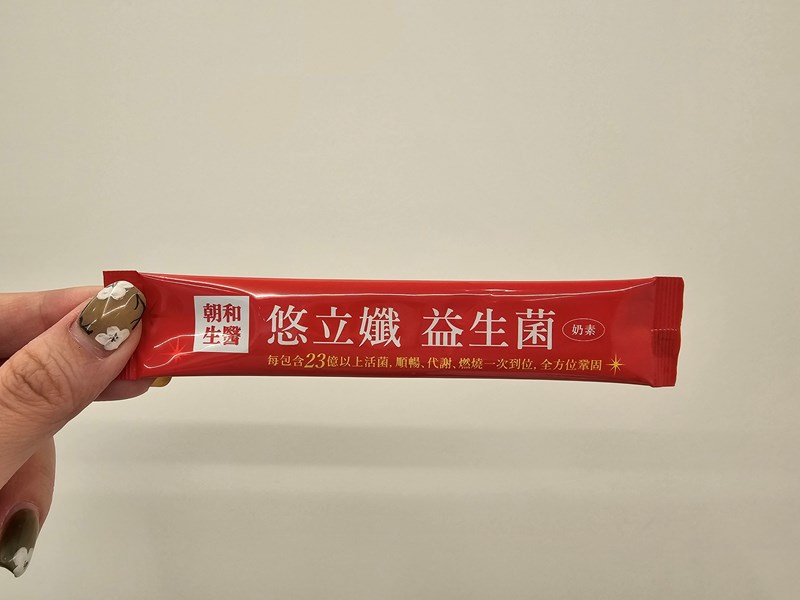 朝和
生醫
悠立孅 益生菌 奶素
每包含23億以上活菌, 順暢、代謝、燃燒一次到位, 全方位鞏固